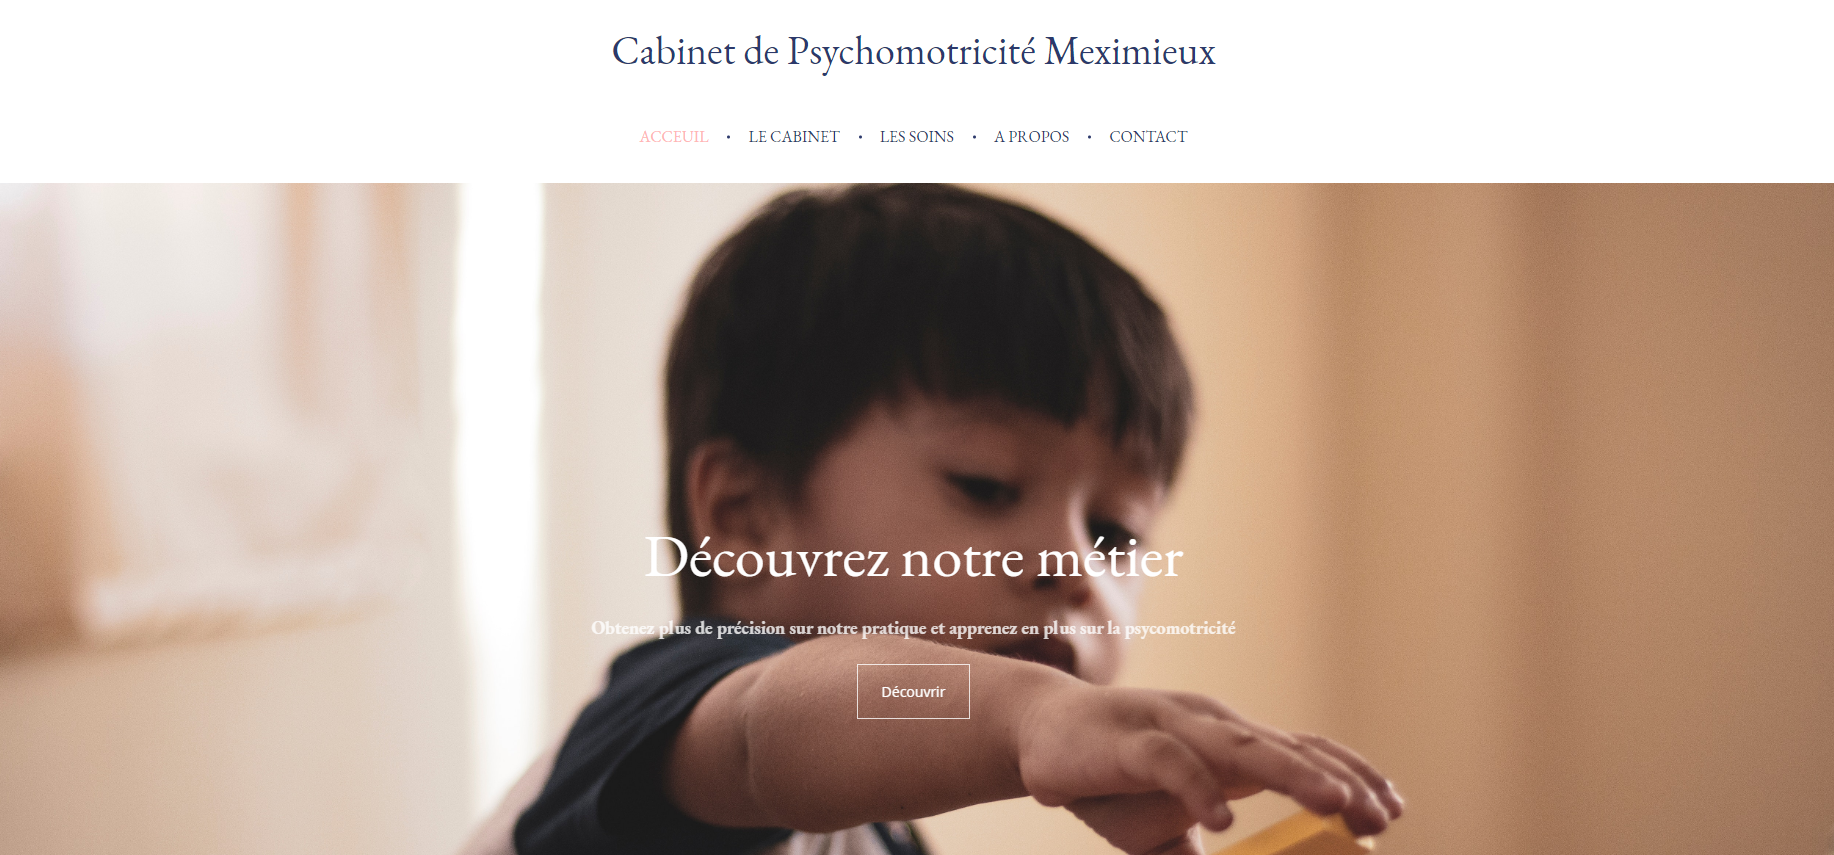 Cabinet de Psychomotricité Meximieux
ACCEUIL • LE CABINET • LES SOINS • A PROPOS • CONTACT
Découvrez notre métier
Obtenez plus de précision sur notre pratique et apprenez en plus sur la psycomotricité
Découvrir